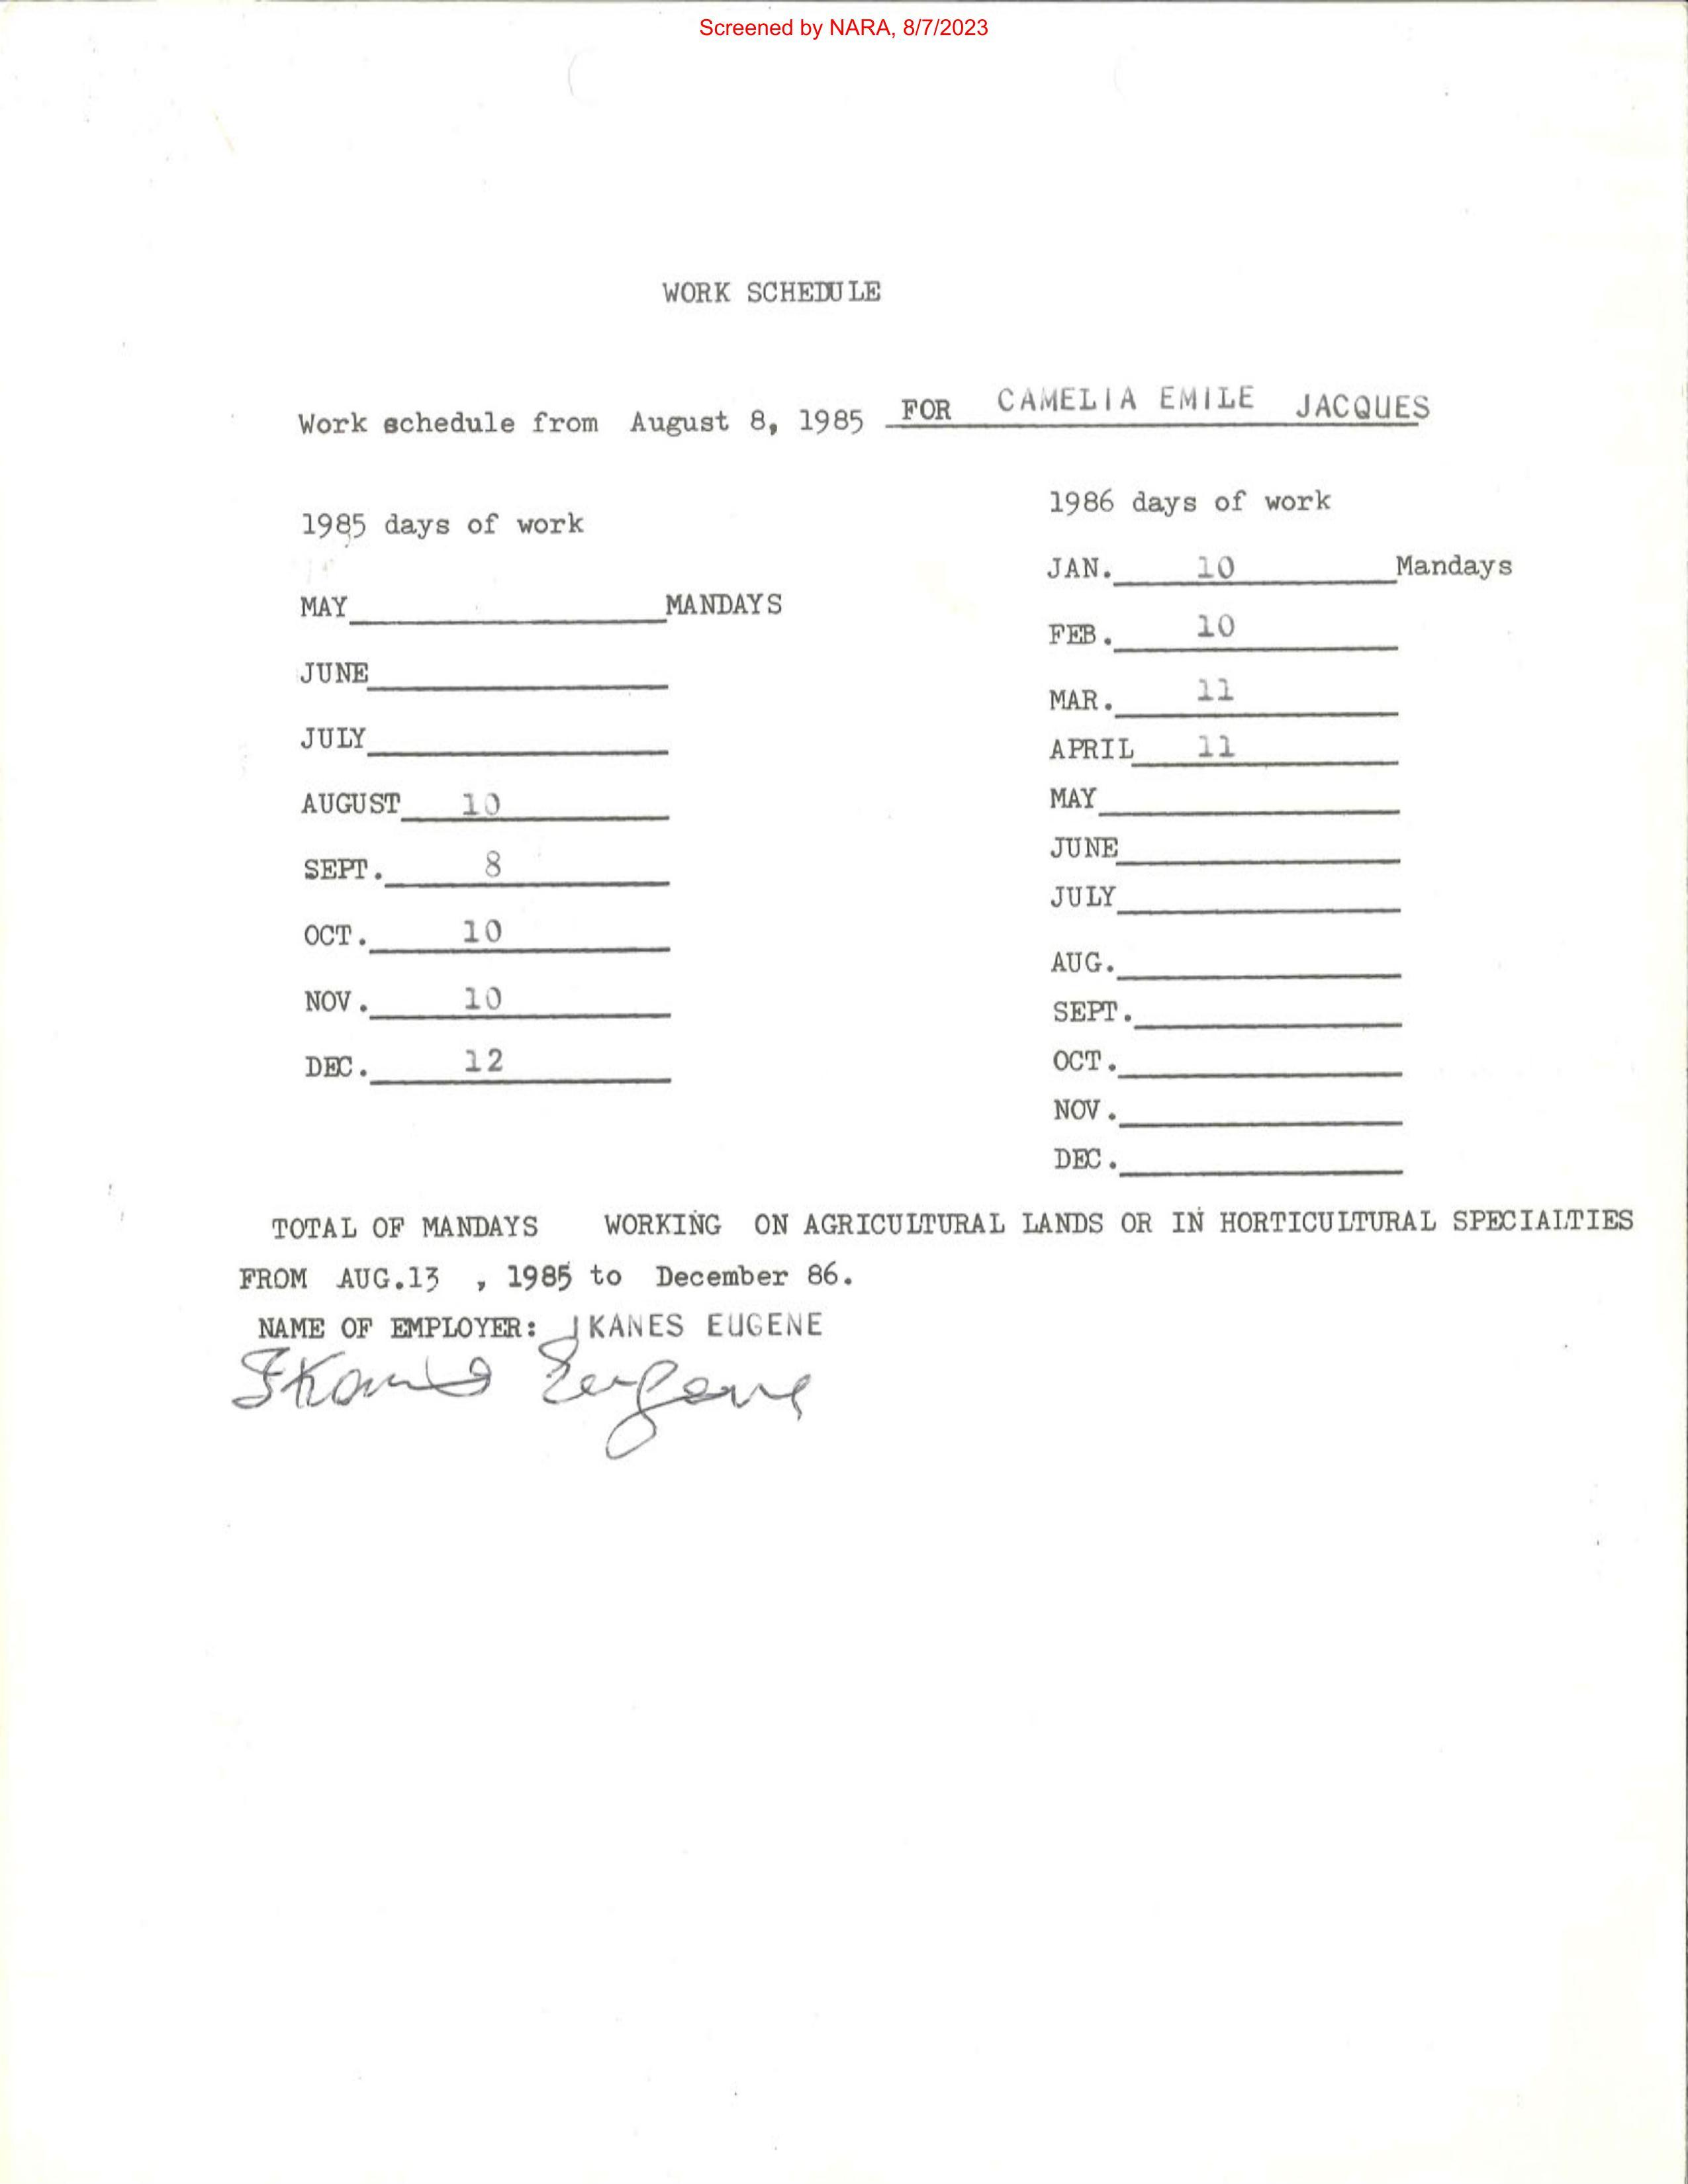 Screened by NARA, 8/7/2023
WORK SCHEDULE
Work schedule from August 8, 1985 FOR CAMELIA EMILE JACQUES
1985 days of work
MAY MANDAYS
JUNE
JULY
AUGUST 10
SEPT. 8
OCT. 10
NOV. 10
DEC. 12
1986 days of work
JAN. 10 Mandays
FEB. 10
MAR. 11
APRIL 11
MAY
JUNE
JULY
AUG.
SEPT.
OCT.
NOV.
DEC.
TOTAL OF MANDAYS WORKING ON AGRICULTURAL LANDS OR IN HORTICULTURAL SPECIALTIES
FROM AUG.13 , 1985 to December 86.
NAME OF EMPLOYER: IKANES EUGENE
Ikanes Eugene